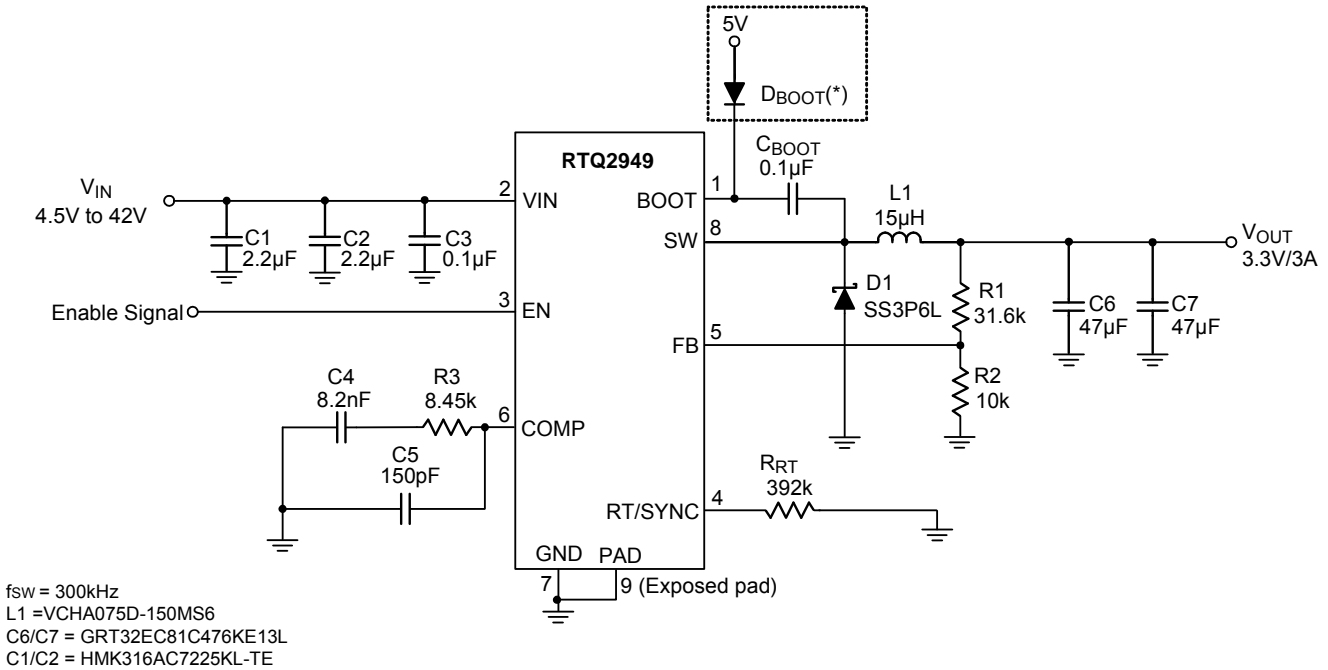 5V
DBOOT(*)
RTQ2949
CBOOT
0.1µF
VIN
4.5V to 42V
2
VIN
BOOT
1
L1
15µH
SW
8
VOUT
3.3V/3A
C1
2.2µF
C2
2.2µF
C3
0.1µF
D1
SS3P6L
R1
31.6k
C6
47µF
C7
47µF
Enable Signal
3
EN
FB
5
R2
10k
C4
8.2nF
R3
8.45k
6
COMP
C5
150pF
RRT
392k
RT/SYNC
4
GND
PAD
7
9 (Exposed pad)
fSW = 300kHz
L1 =VCHA075D-150MS6
C6/C7 = GRT32EC81C476KE13L
C1/C2 = HMK316AC7225KL-TE